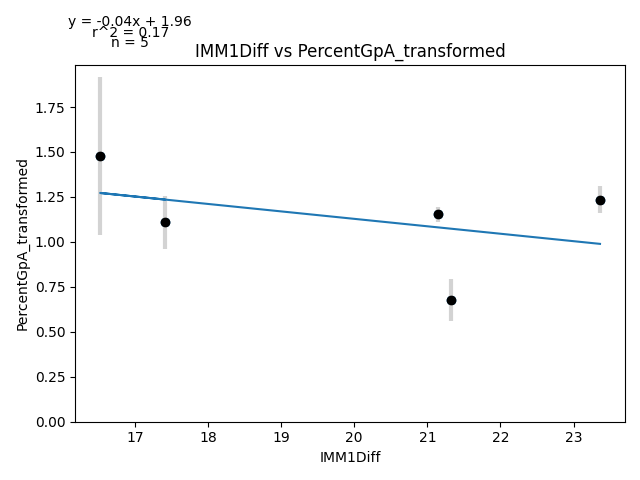 y = -0.04x + 1.96
r^2 = 0.17
n = 5
IMM1Diff vs PercentGpA_transformed
PercentGpA_transformed
1.75
1.50
1.25
1.00
0.75
0.50
0.25
0.00
17 18 19 20 21 22 23
IMM1Diff